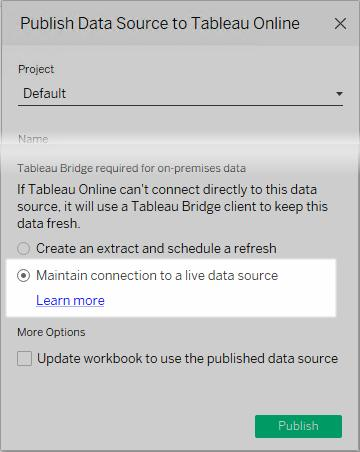 Publish Data Source to Tableau Online
Project
Default
Name
Tableau Bridge required for on-premises data
If Tableau Online can't connect directly to this data
source, it will use a Tableau Bridge client to keep this
data fresh.
Create an extract and schedule a refresh
Maintain connection to a live data source
Learn more
More Options
Update workbook to use the published data source
Publish